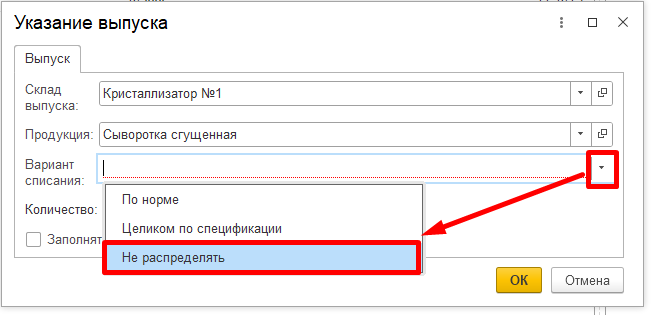 Указание выпуска
Выпуск
Склад
выпуска:
Кристаллизатор №1
Продукция:
Сыворотка сгущенная
Вариант
списания:
По норме
Количество:
Целиком по спецификации
Заполнят
Не распределять
ОК
Отмена